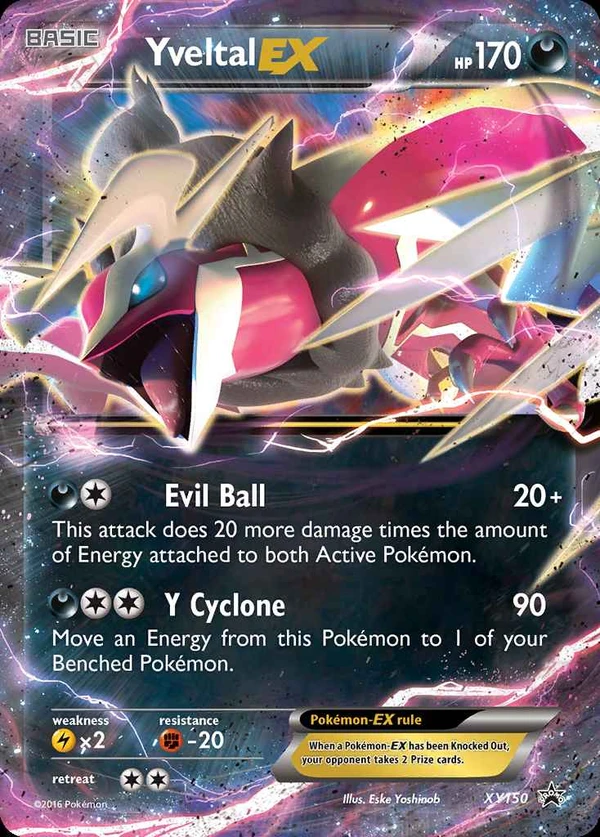 BASIC
Yveltal EX
HP 170
Evil Ball 20+
This attack does 20 more damage times the amount
of Energy attached to both Active Pokémon.
Y Cyclone 90
Move an Energy from this Pokémon to 1 of your
Benched Pokémon.
weakness resistance
×2 -20
Pokémon-EX rule
When a Pokémon-EX has been Knocked Out,
your opponent takes 2 Prize cards.
retreat
©2016 Pokémon
Illus. Eske Yoshinob
XY150
PROMO